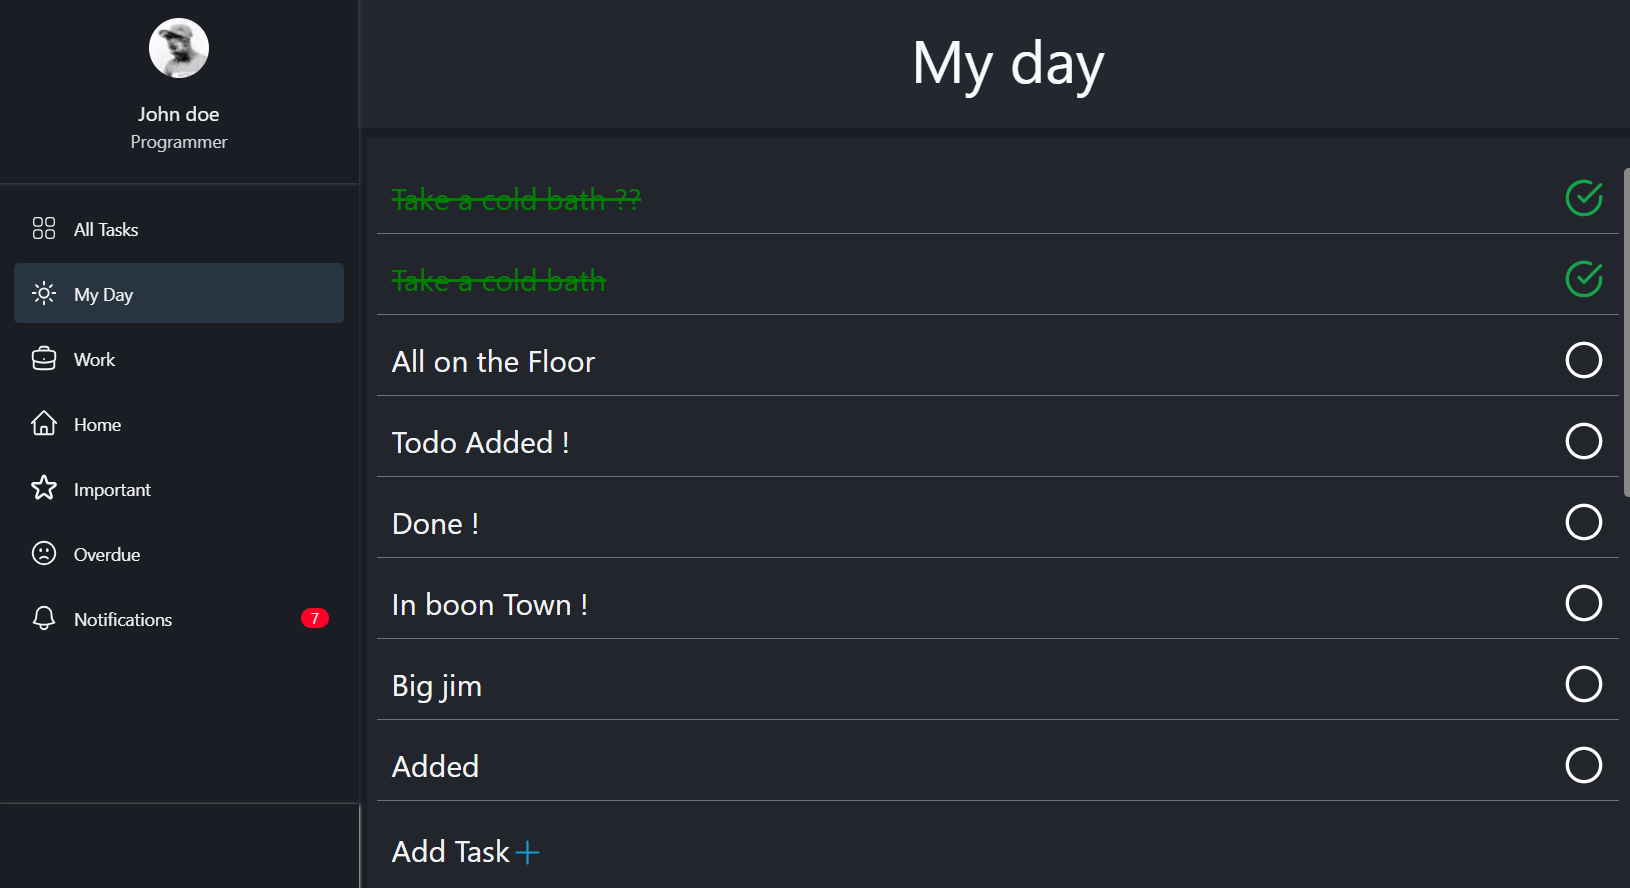 John doe
Programmer
All Tasks
My Day
Work
Home
Important
Overdue
Notifications 7
My day
Take a cold bath ??
Take a cold bath
All on the Floor
Todo Added !
Done !
In boon Town !
Big jim
Added
Add Task